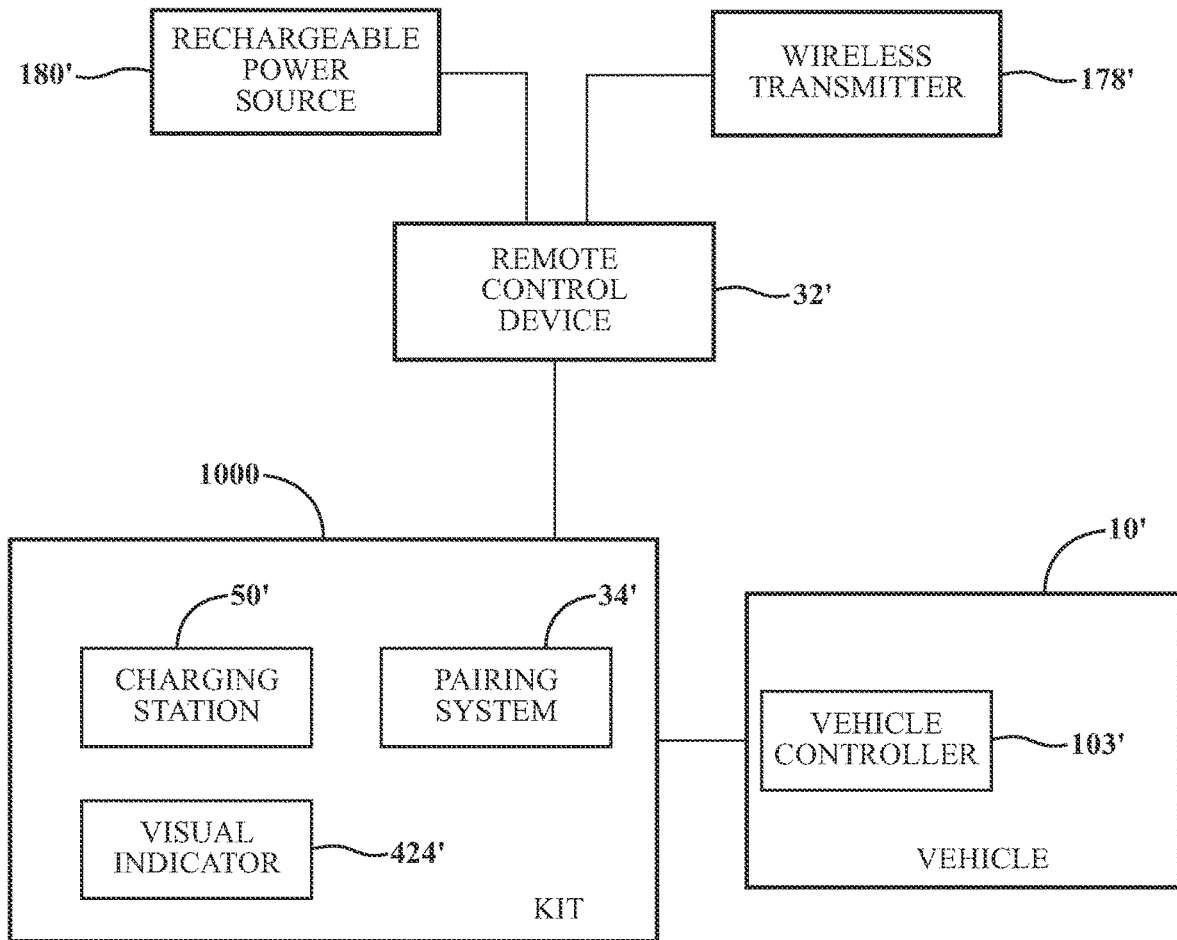 RECHARGEABLE
POWER
SOURCE
180'
WIRELESS
TRANSMITTER
178'
REMOTE
CONTROL
DEVICE
32'
1000
10'
50'
34'
CHARGING
STATION
PAIRING
SYSTEM
VEHICLE
CONTROLLER
103'
VISUAL
INDICATOR
424'
VEHICLE
KIT